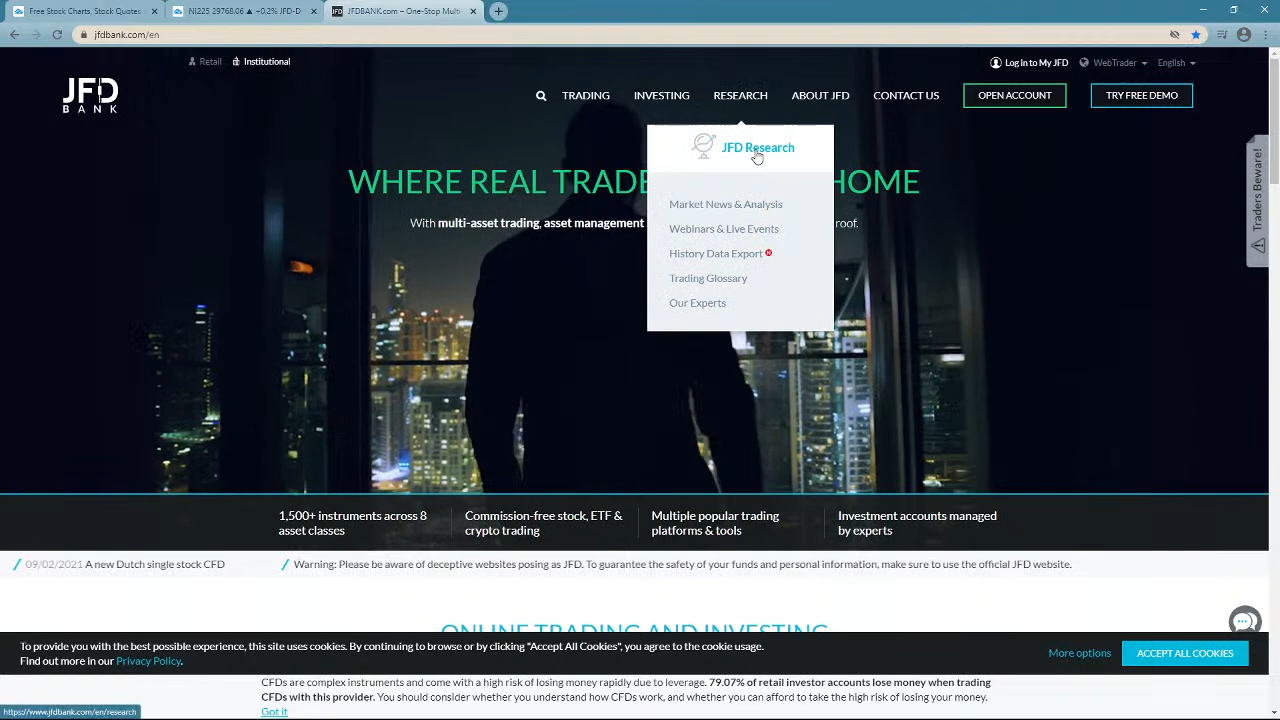 Free Stock Charts, Stock Quotes
NI225 29768.06 ▲ +0.2% JFD-D
JFDBANK.com – One-Stop Multi-
jfdbank.com/en
Retail
Institutional
Log in to My JFD
WebTrader
English
JFD
BANK
TRADING
INVESTING
RESEARCH
ABOUT JFD
CONTACT US
OPEN ACCOUNT
TRY FREE DEMO
JFD Research
Market News & Analysis
Webinars & Live Events
History Data Export N
Trading Glossary
Our Experts
Traders Beware!
WHERE REAL TRADE HOME
With multi-asset trading, asset management roof.
1,500+ instruments across 8
asset classes
Commission-free stock, ETF &
crypto trading
Multiple popular trading
platforms & tools
Investment accounts managed
by experts
09/02/2021 A new Dutch single stock CFD
Warning: Please be aware of deceptive websites posing as JFD. To guarantee the safety of your funds and personal information, make sure to use the official JFD website.
ONLINE TRADING AND INVESTING
To provide you with the best possible experience, this site uses cookies. By continuing to browse or by clicking "Accept All Cookies", you agree to the cookie usage.
Find out more in our Privacy Policy.
More options
ACCEPT ALL COOKIES
CFDs are complex instruments and come with a high risk of losing money rapidly due to leverage. 79.07% of retail investor accounts lose money when trading
CFDs with this provider. You should consider whether you understand how CFDs work, and whether you can afford to take the high risk of losing your money.
Got it
https://www.jfdbank.com/en/research